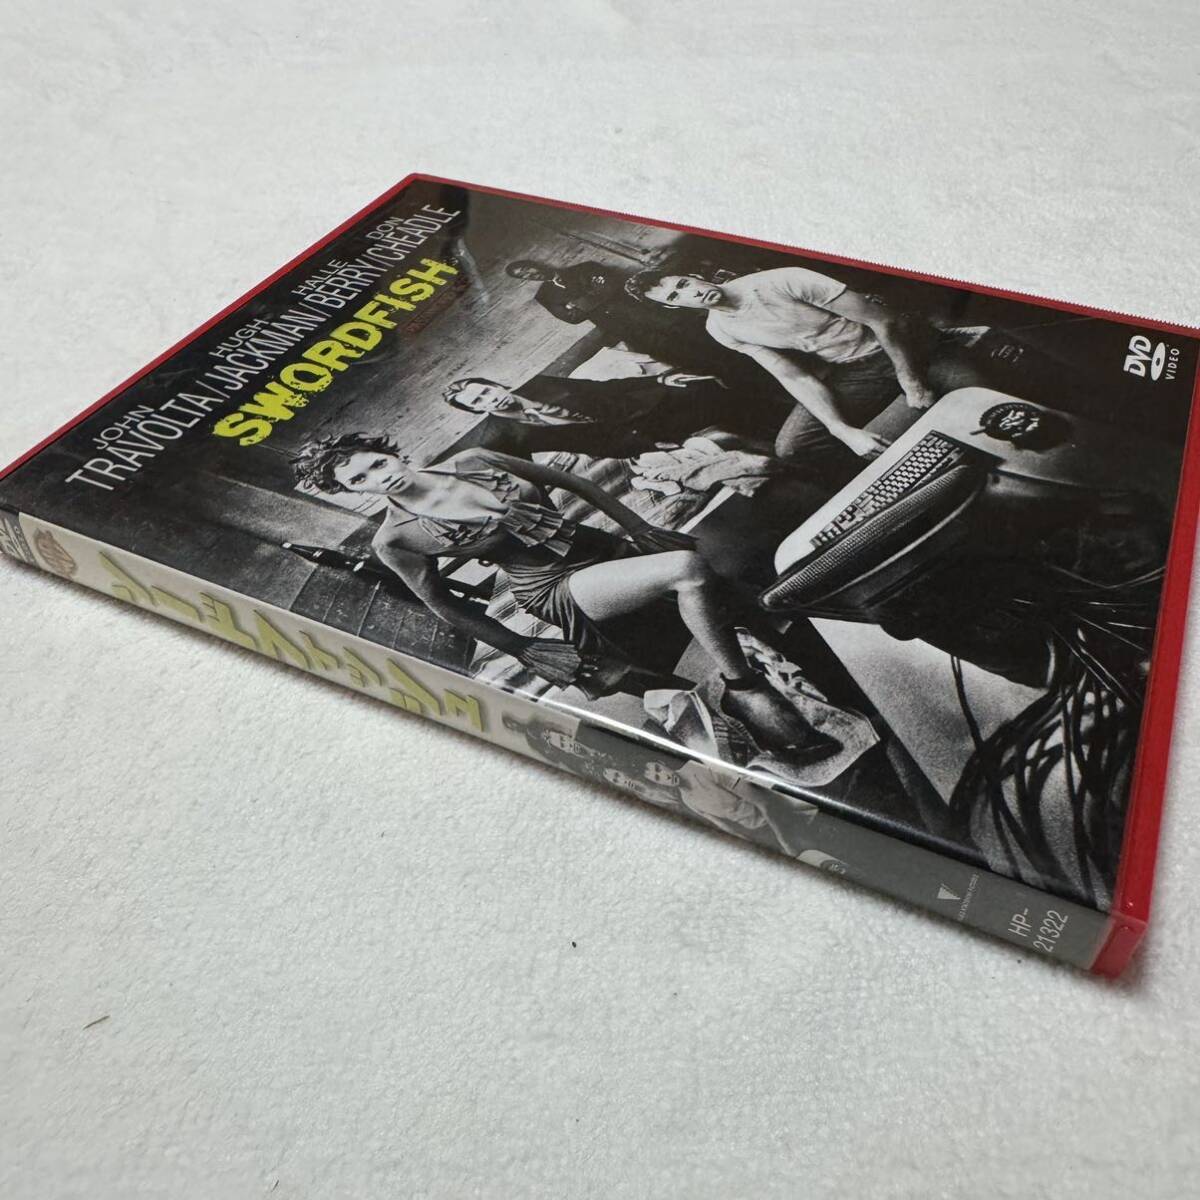 JOHN
TRAVOLTA/
HUGH
JACKMAN/
HALLE
BERRY/
DON
CHEADLE
SWORDFISH
DVD
VIDEO
ソードフィッシュ
HP-
21322